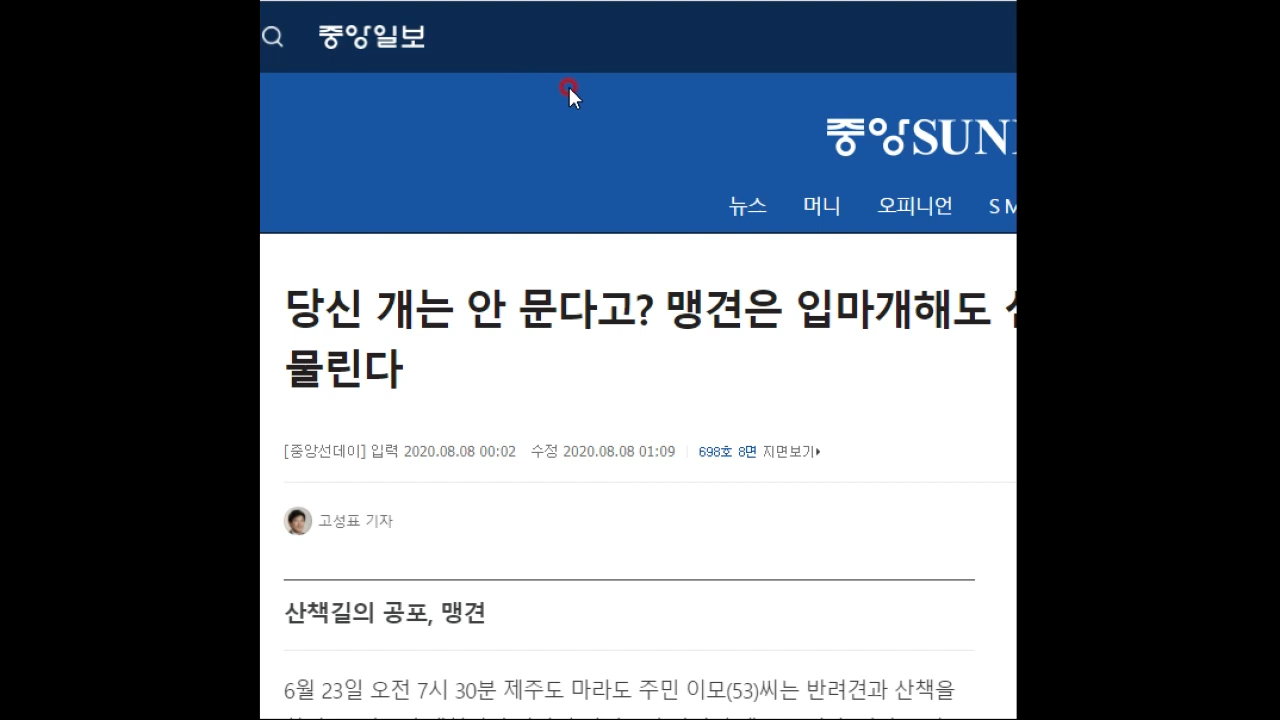 중앙일보
중앙SUN
뉴스 머니 오피니언 S M
당신 개는 안 문다고? 맹견은 입마개해도
물린다
[중앙선데이] 입력 2020.08.08 00:02 수정 2020.08.08 01:09 698호 8면 지면보기
고성표 기자
산책길의 공포, 맹견
6월 23일 오전 7시 30분 제주도 마라도 주민 이모(53)씨는 반려견과 산책을